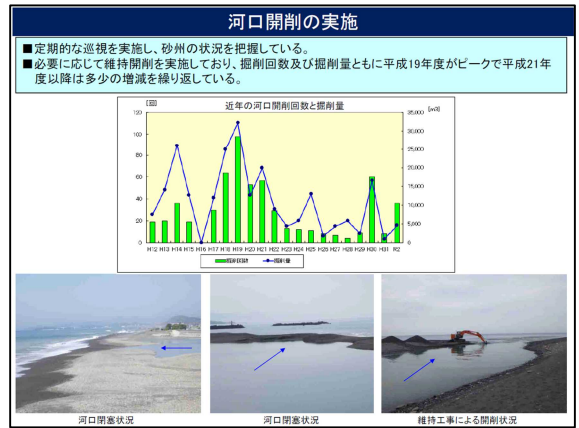 河口開削の実施
■定期的な巡視を実施し、砂州の状況を把握している。
■必要に応じて維持開削を実施しており、掘削回数及び掘削量ともに平成19年度がピークで平成21年
度以降は多少の増減を繰り返している。
近年の河口開削回数と掘削量
[回]
[m3]
120
100
80
60
40
20
0
35,000
30,000
25,000
20,000
15,000
10,000
5,000
0
H12 H13 H14 H15 H16 H17 H18 H19 H20 H21 H22 H23 H24 H25 H26 H27 H28 H29 H30 H31 R2
掘削回数 掘削量
河口閉塞状況
河口閉塞状況
維持工事による開削状況